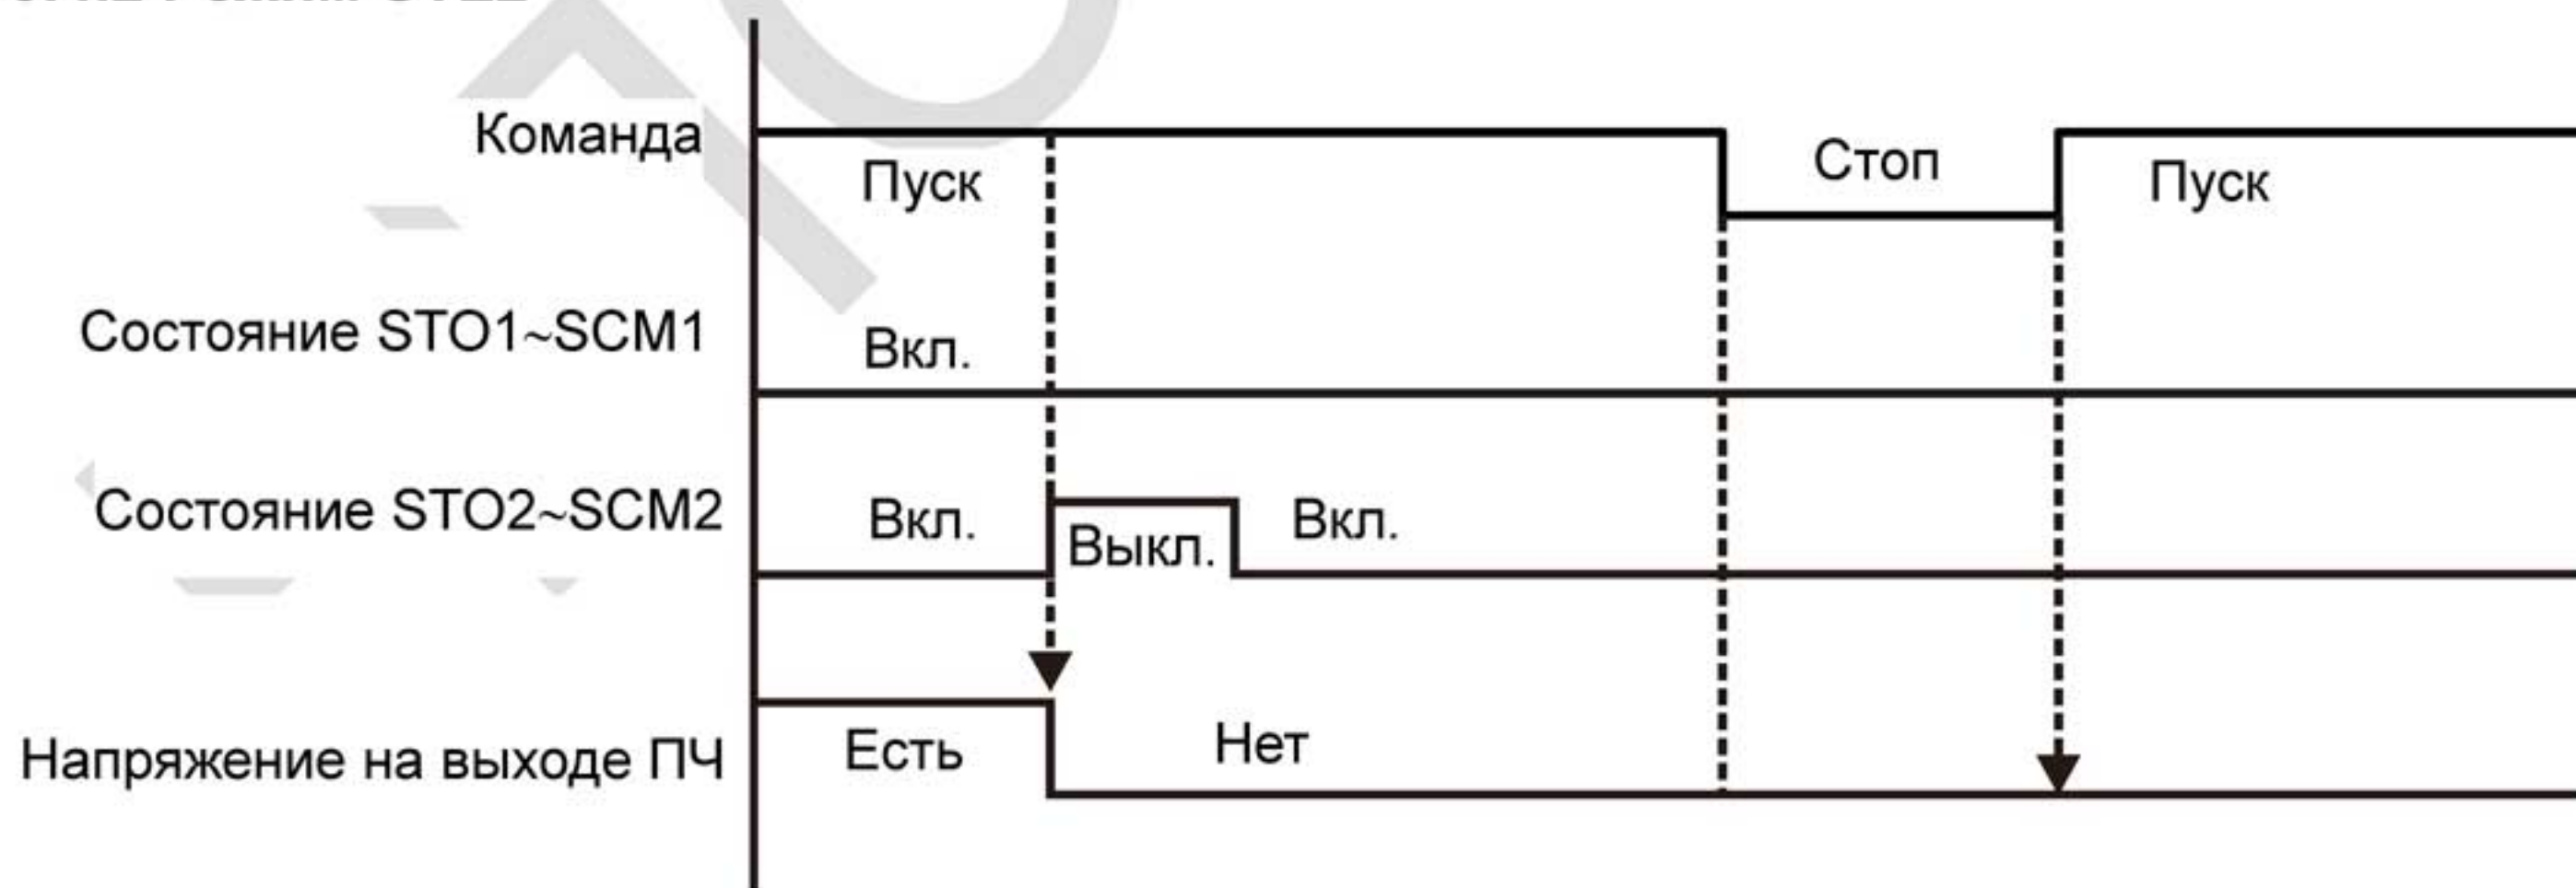 Команда
Пуск
Стоп
Пуск
Состояние STO1~SCM1
Вкл.
Состояние STO2~SCM2
Вкл.
Выкл.
Вкл.
Напряжение на выходе ПЧ
Есть
Нет